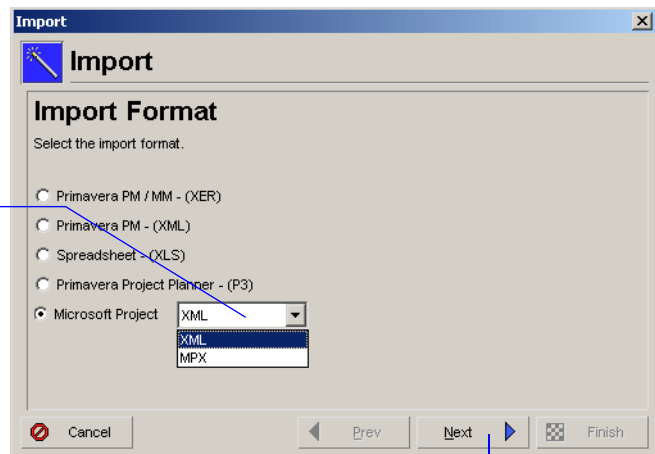 Import
Import
Import Format
Select the import format.
Primavera PM / MM - (XER)
Primavera PM - (XML)
Spreadsheet - (XLS)
Primavera Project Planner - (P3)
Microsoft Project XML
XML
MPX
Cancel Prev Next Finish